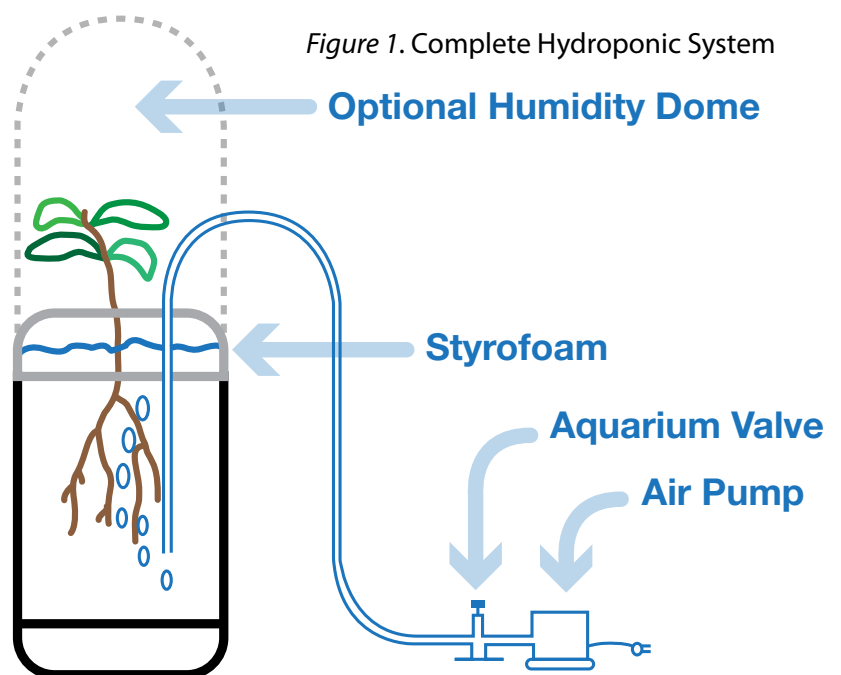 Figure 1. Complete Hydroponic System
Optional Humidity Dome
Styrofoam
Aquarium Valve
Air Pump